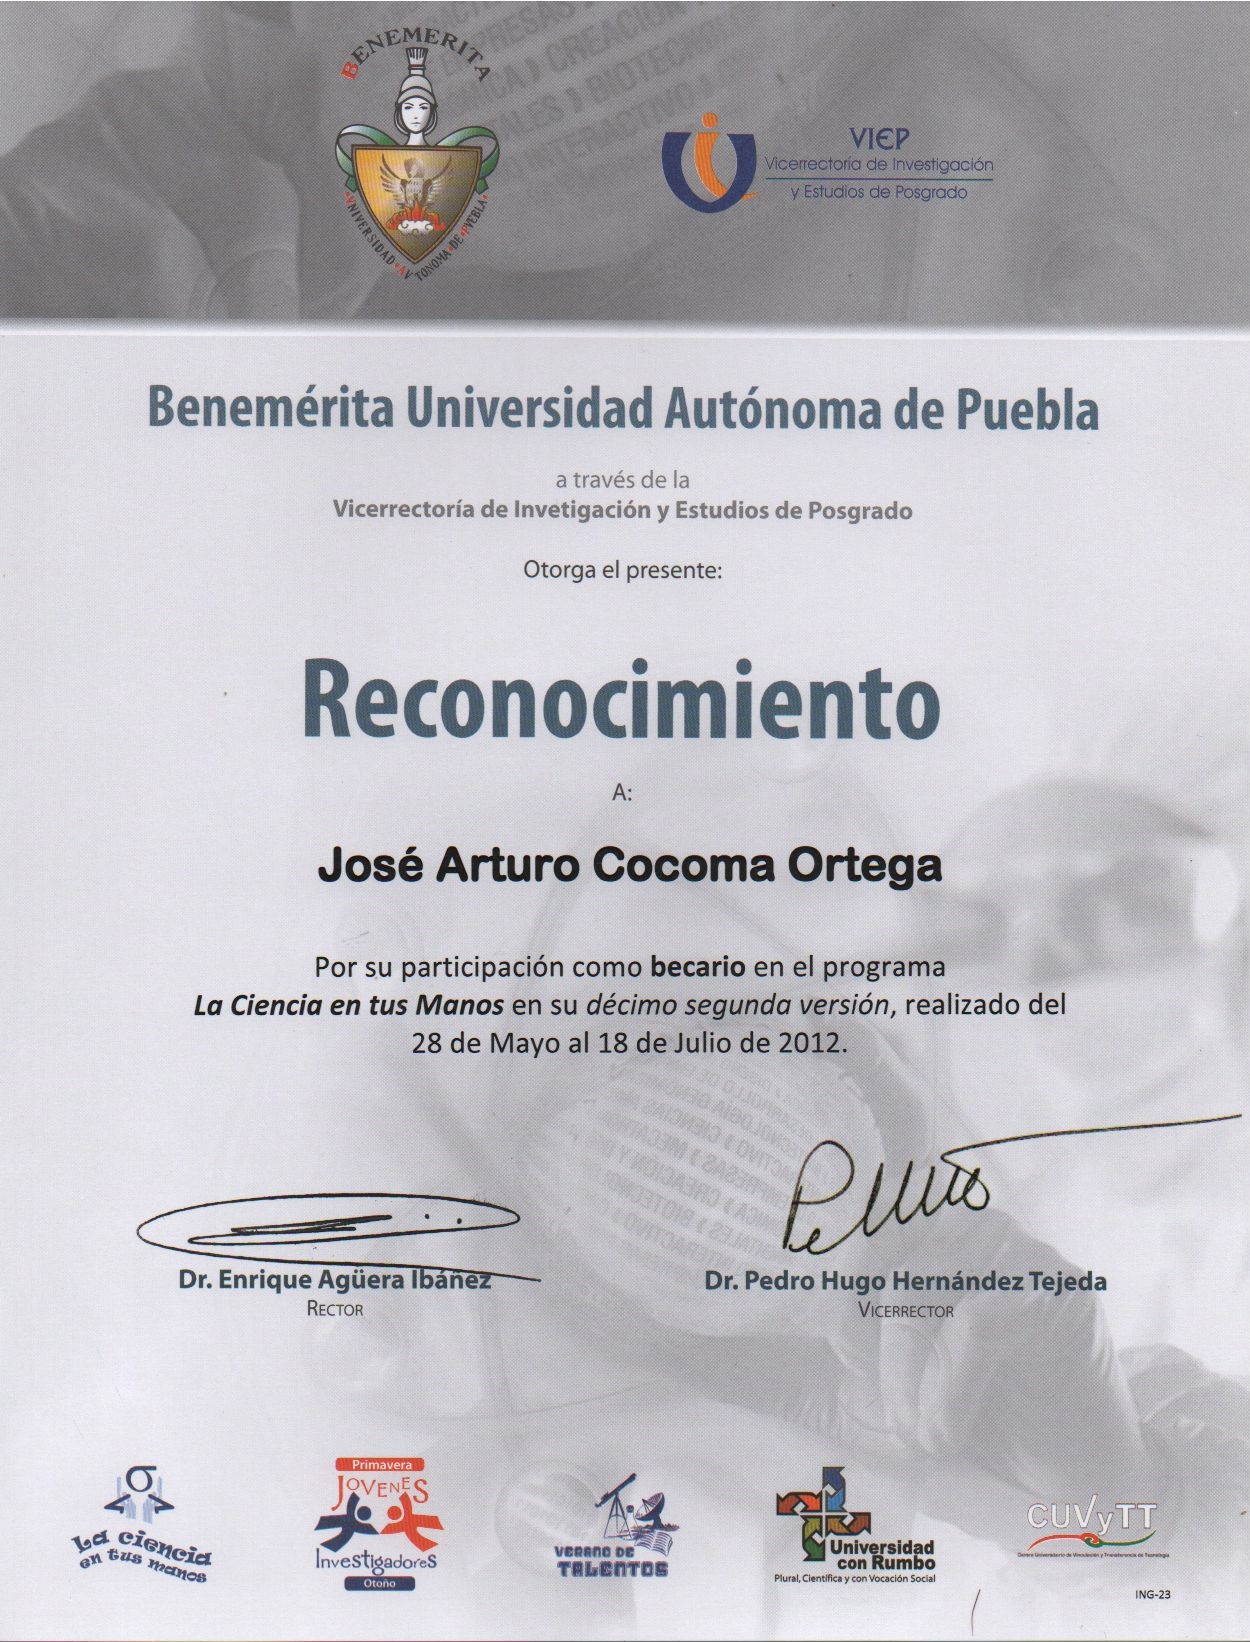 BENEMERITA
VNIVERSIDAD AVTONOMA DE PVEBLA
VIEP
Vicerrectoría de Investigación
y Estudios de Posgrado
Benemérita Universidad Autónoma de Puebla
a través de la
Vicerrectoría de Invetigación y Estudios de Posgrado
Otorga el presente:
Reconocimiento
A:
José Arturo Cocoma Ortega
Por su participación como becario en el programa
La Ciencia en tus Manos en su décimo segunda versión, realizado del
28 de Mayo al 18 de Julio de 2012.
Dr. Enrique Agüera Ibáñez
RECTOR
Dr. Pedro Hugo Hernández Tejeda
VICERRECTOR
La ciencia
en tus manos
Primavera
JOVENES
InvestigadoreS
Otoño
VERANO DE
TALENTOS
Universidad
con Rumbo
Plural, Científica y con Vocación Social
CUVyTT
Centro Universitario de Vinculación y Transferencia de Tecnología
ING-23